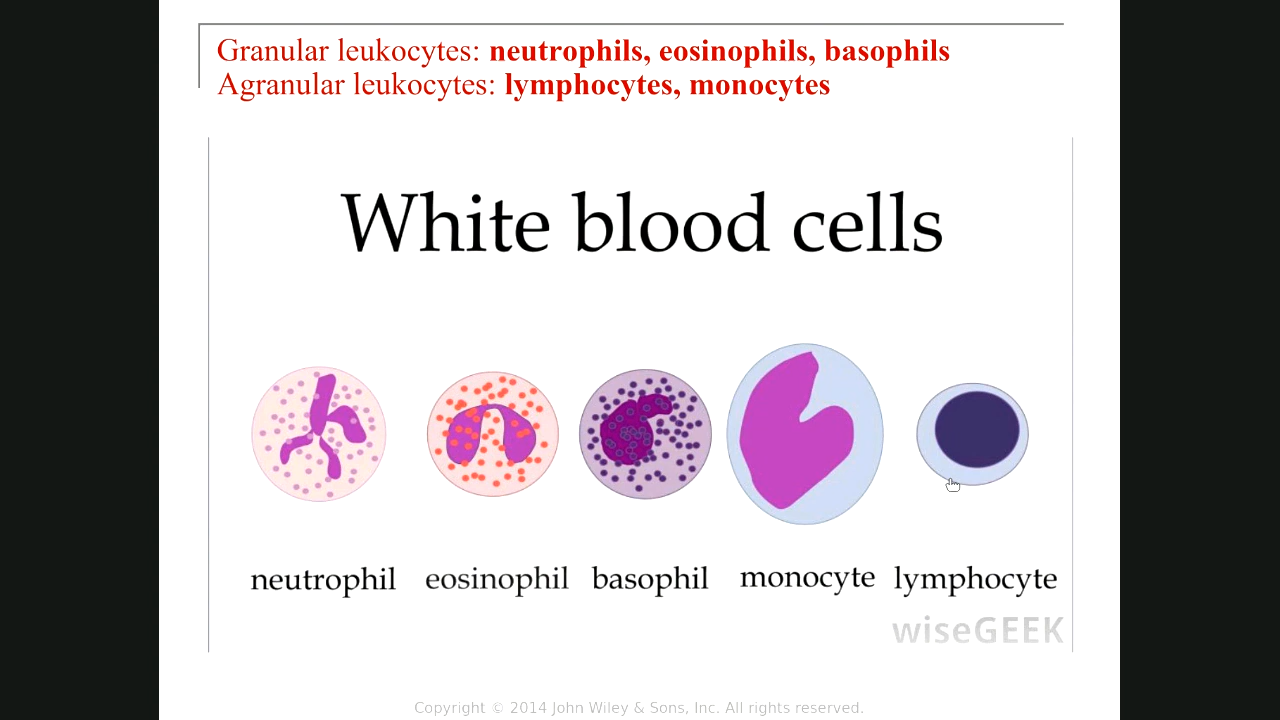 Granular leukocytes: neutrophils, eosinophils, basophils
Agranular leukocytes: lymphocytes, monocytes
White blood cells
neutrophil eosinophil basophil monocyte lymphocyte
wiseGEEK
Copyright © 2014 John Wiley & Sons, Inc. All rights reserved.